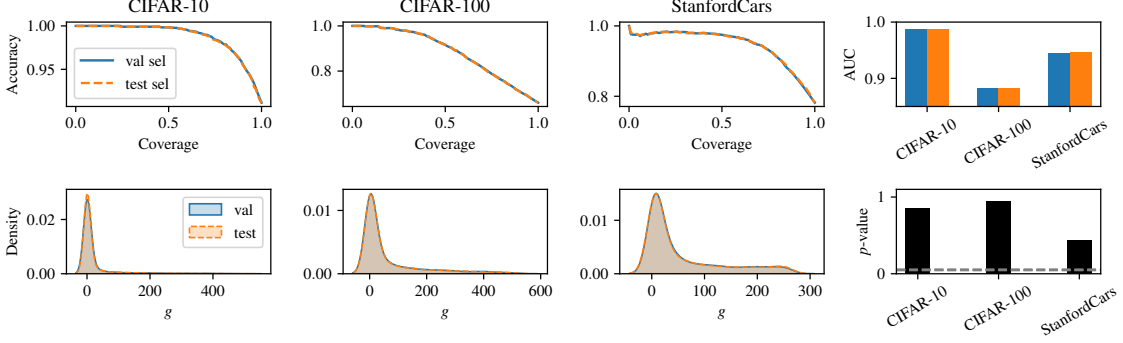 CIFAR-10
CIFAR-100
StanfordCars
1.00
0.95
Accuracy
val sel
test sel
0.0
0.5
1.0
Coverage
1.0
0.8
0.0
0.5
1.0
Coverage
1.0
0.9
0.8
0.0
0.5
1.0
Coverage
1.0
0.9
AUC
CIFAR-10
CIFAR-100
StanfordCars
0.02
0.00
Density
val
test
0
200
400
g
0.01
0.00
0
200
400
600
g
0.01
0.00
0
100
200
300
g
1
0
p-value
CIFAR-10
CIFAR-100
StanfordCars